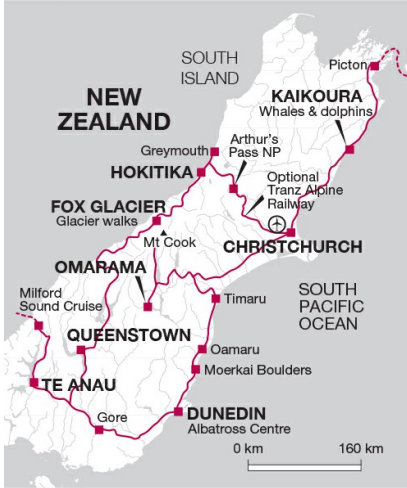 SOUTH
ISLAND
Picton
NEW
ZEALAND
KAIKOURA
Whales & dolphins
Greymouth
Arthur's
Pass NP
HOKITIKA
Optional
Tranz Alpine
Railway
FOX GLACIER
Glacier walks
Mt Cook
CHRISTCHURCH
OMARAMA
Milford
Sound Cruise
Timaru
SOUTH
PACIFIC
OCEAN
QUEENSTOWN
Oamaru
Moerkai Boulders
TE ANAU
Gore
DUNEDIN
Albatross Centre
0 km
160 km